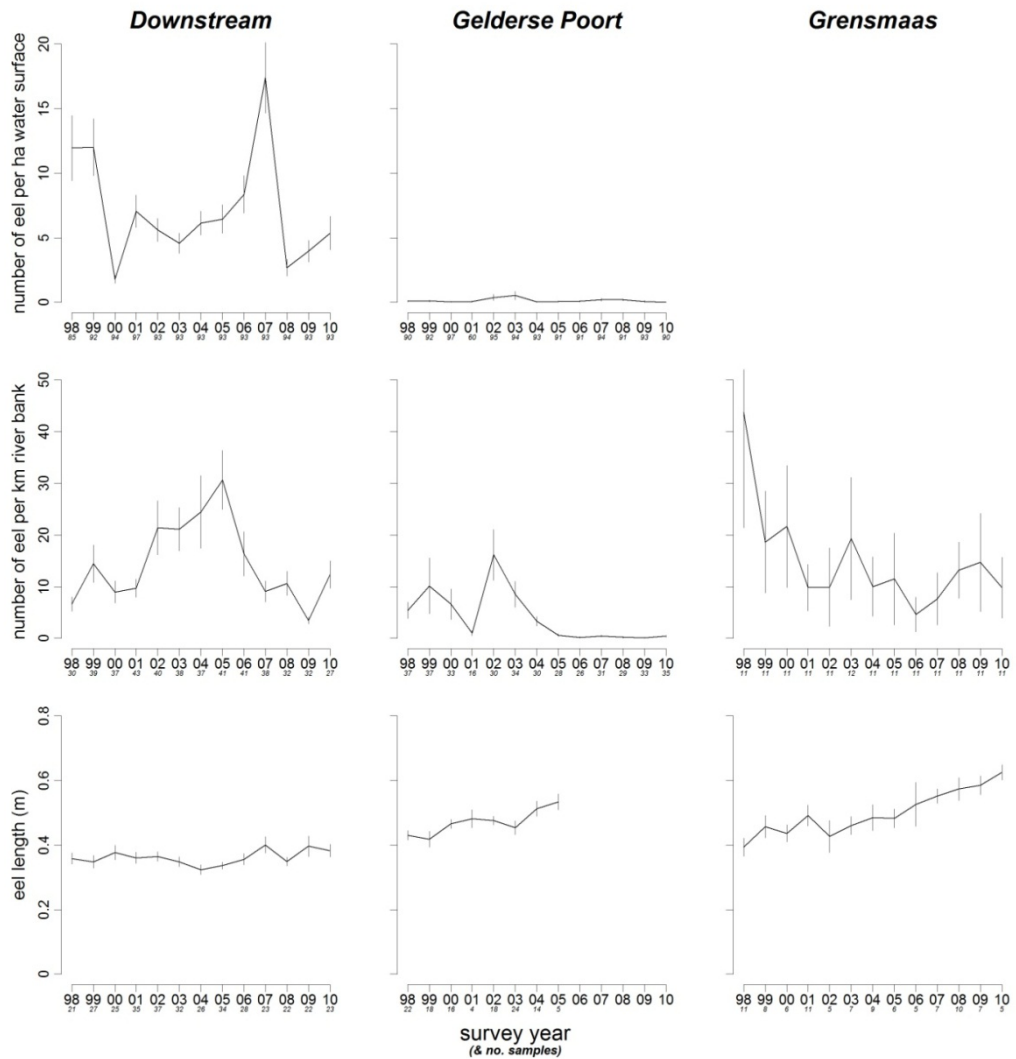 Downstream Gelderse Poort Grensmaas
number of eel per ha water surface
0 5 10 15 20
98 99 00 01 02 03 04 05 06 07 08 09 10
85 92 94 97 93 93 93 93 93 93 94 93 93
98 99 00 01 02 03 04 05 06 07 08 09 10
90 92 97 60 95 94 93 91 91 94 91 93 90
number of eel per km river bank
0 10 20 30 40 50
98 99 00 01 02 03 04 05 06 07 08 09 10
30 39 37 43 40 38 37 41 41 38 32 32 27
98 99 00 01 02 03 04 05 06 07 08 09 10
37 37 33 16 30 34 30 28 26 31 29 33 35
98 99 00 01 02 03 04 05 06 07 08 09 10
11 11 11 11 11 12 11 11 11 11 11 11 11
eel length (m)
0 0.2 0.4 0.6 0.8
98 99 00 01 02 03 04 05 06 07 08 09 10
21 27 25 35 37 32 26 34 28 23 22 22 23
98 99 00 01 02 03 04 05 06 07 08 09 10
22 18 16 4 18 24 14 5
98 99 00 01 02 03 04 05 06 07 08 09 10
11 8 6 11 5 7 9 6 5 7 10 7 5
survey year
(& no. samples)